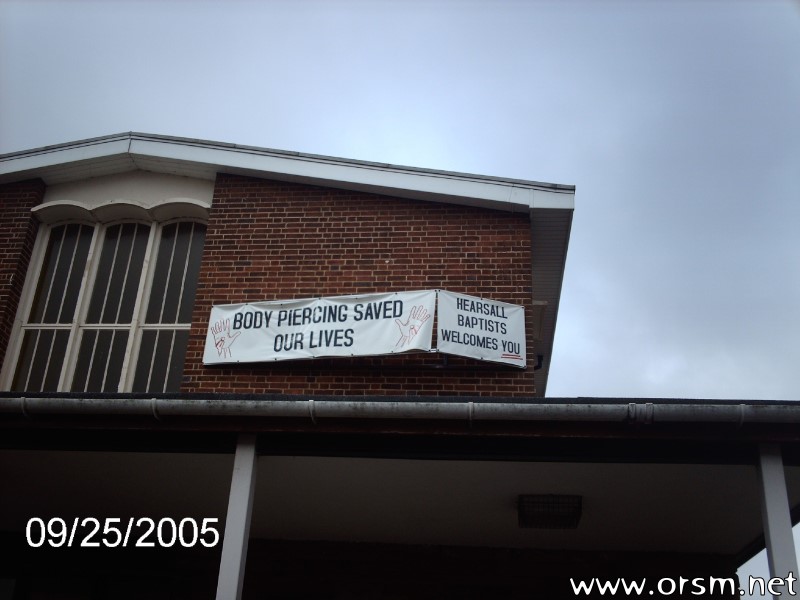 BODY PIERCING SAVED
OUR LIVES
HEARSALL
BAPTISTS
WELCOMES YOU
09/25/2005
www.orsm.net